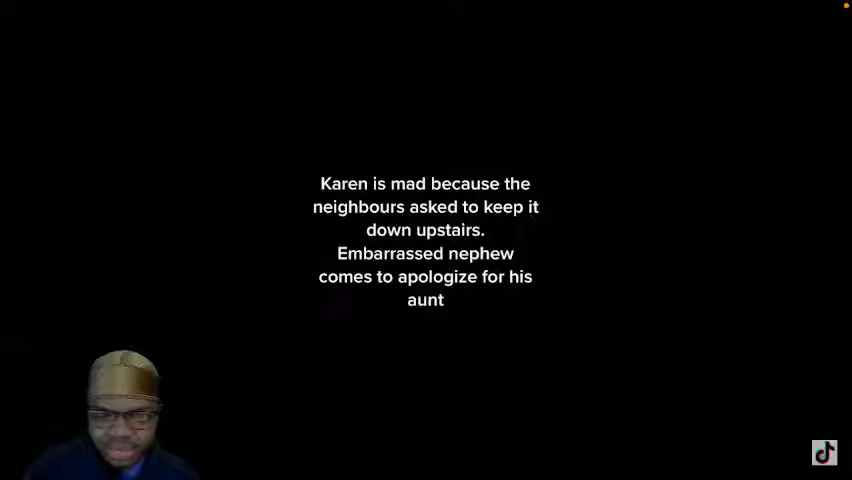 Karen is mad because the
neighbours asked to keep it
down upstairs.
Embarrassed nephew
comes to apologize for his
aunt